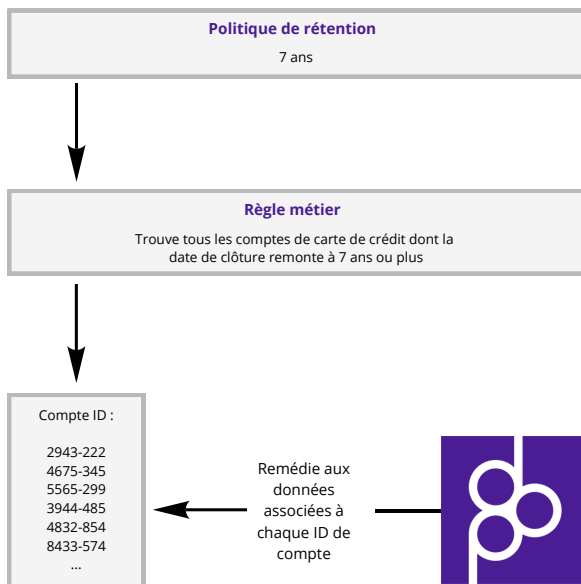 Politique de rétention
7 ans
Règle métier
Trouve tous les comptes de carte de crédit dont la
date de clôture remonte à 7 ans ou plus
Compte ID :
2943-222
4675-345
5565-299
3944-485
4832-854
8433-574
...
Remédie aux
données
associées à
chaque ID de
compte